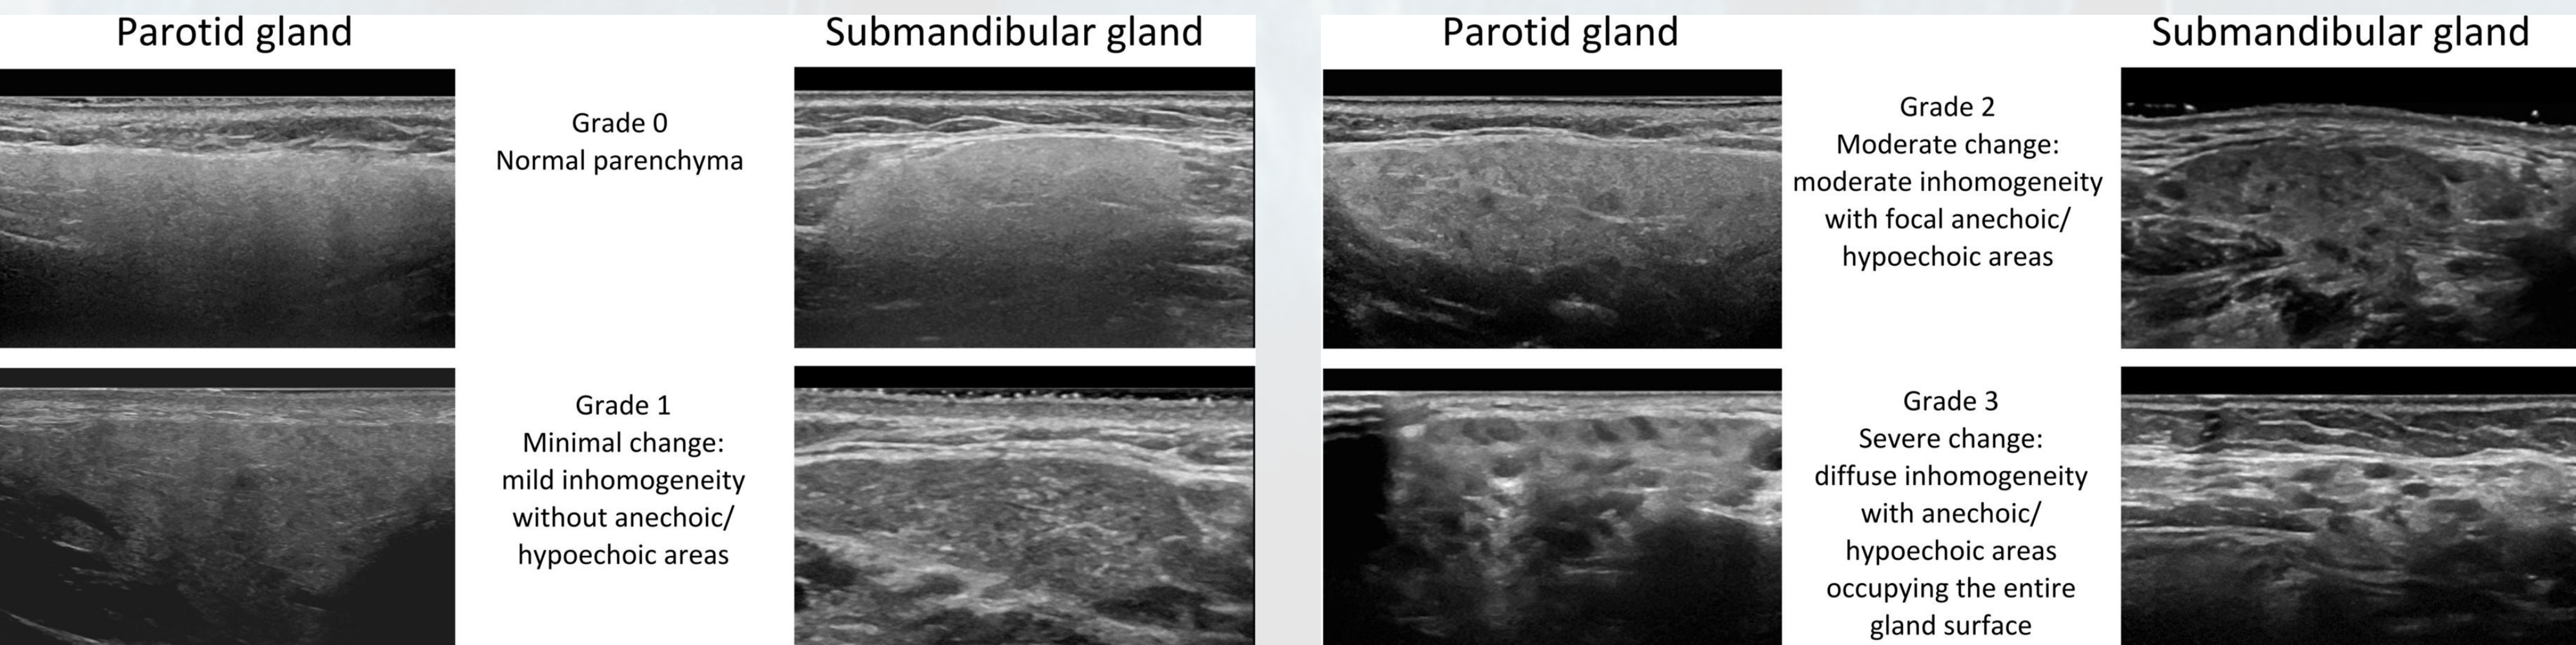 Parotid gland
Submandibular gland
Grade 0
Normal parenchyma
Grade 1
Minimal change:
mild inhomogeneity
without anechoic/
hypoechoic areas
Parotid gland
Submandibular gland
Grade 2
Moderate change:
moderate inhomogeneity
with focal anechoic/
hypoechoic areas
Grade 3
Severe change:
diffuse inhomogeneity
with anechoic/
hypoechoic areas
occupying the entire
gland surface